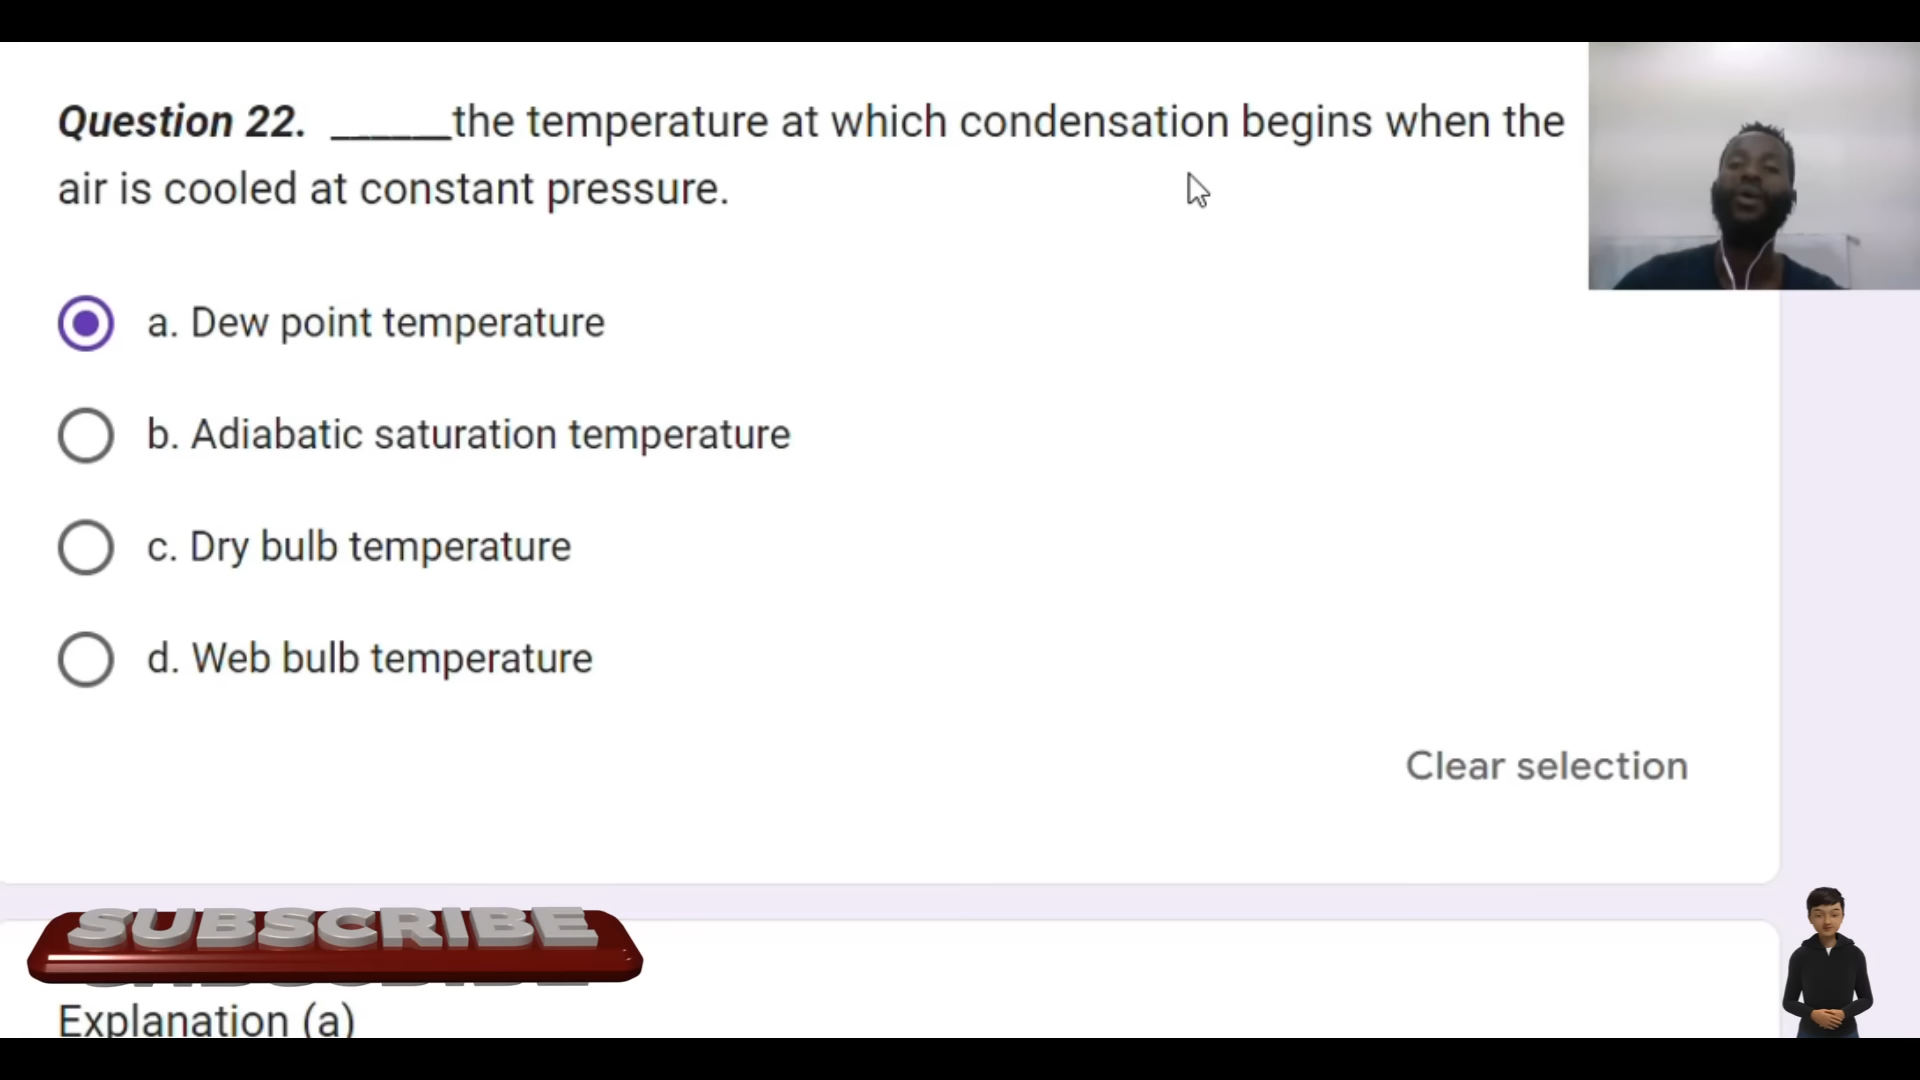 Question 22. ______the temperature at which condensation begins when the
air is cooled at constant pressure.
a. Dew point temperature
b. Adiabatic saturation temperature
c. Dry bulb temperature
d. Web bulb temperature
Clear selection
SUBSCRIBE
Explanation (a)